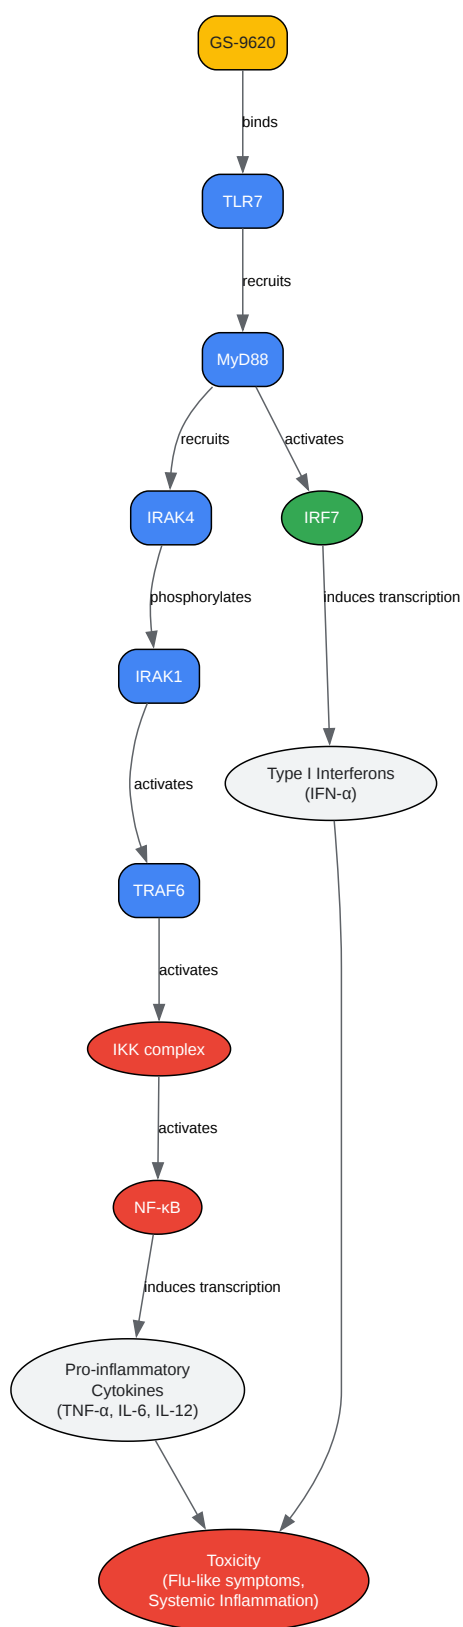 GS-9620
binds
TLR7
recruits
MyD88
recruits
activates
IRAK4
IRF7
phosphorylates
induces transcription
IRAK1
Type I Interferons
(IFN-α)
activates
TRAF6
activates
IKK complex
activates
NF-κB
induces transcription
Pro-inflammatory
Cytokines
(TNF-α, IL-6, IL-12)
Toxicity
(Flu-like symptoms,
Systemic Inflammation)